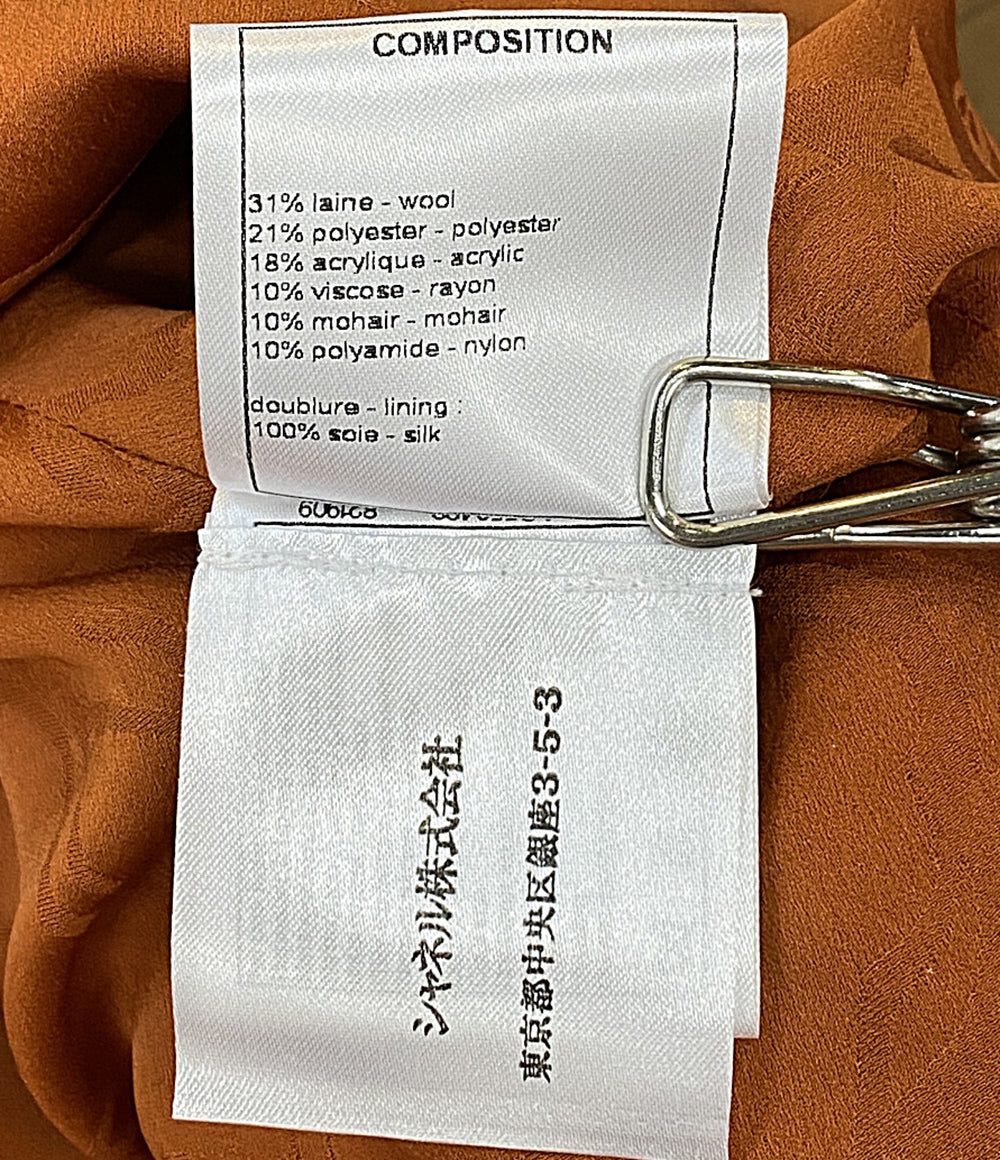 COMPOSITION
31% laine - wool
21% polyester - polyester
18% acrylique - acrylic
10% viscose - rayon
10% mohair - mohair
10% polyamide - nylon
doublure - lining :
100% soie - silk
シャネル株式会社
東京都中央区銀座3-5-3